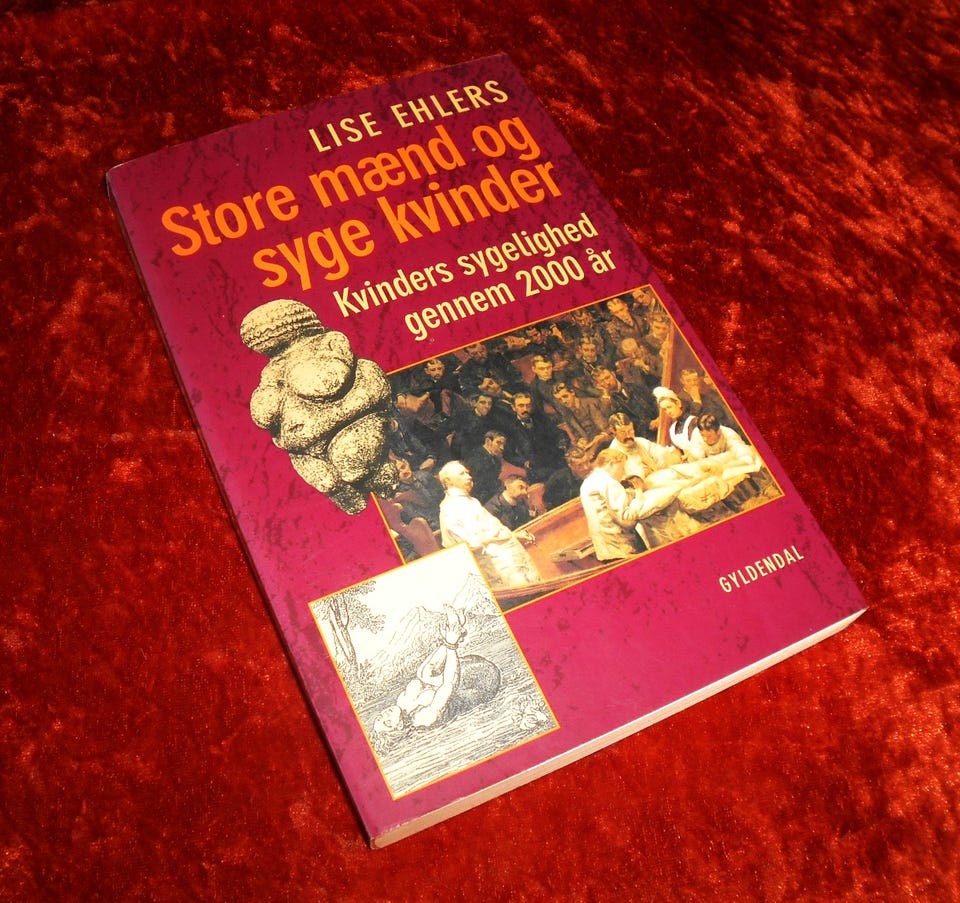 LISE EHLERS
Store mænd og
syge kvinder
Kvinders sygelighed
gennem 2000 år
GYLDENDAL